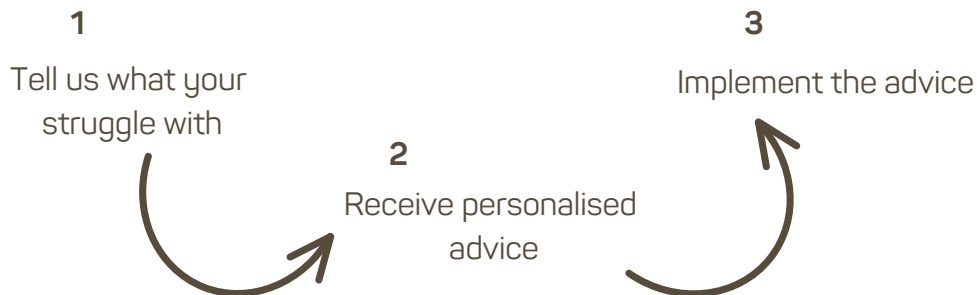 1
Tell us what your
struggle with
2
Receive personalised
advice
3
Implement the advice